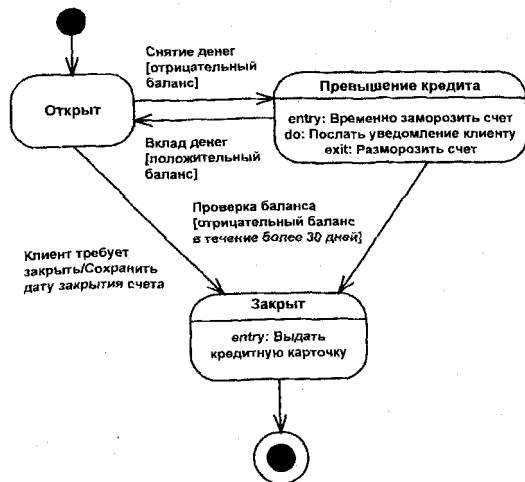 Снятие денег
[отрицательный
баланс]
Открыт
Превышение кредита
entry: Временно заморозить счет
do: Послать уведомление клиенту
exit: Разморозить счет
Вклад денег
[положительный
баланс]
Проверка баланса
[отрицательный баланс
в течение более 30 дней]
Клиент требует
закрыть/Сохранить
дату закрытия счета
Закрыт
entry: Выдать
кредитную карточку